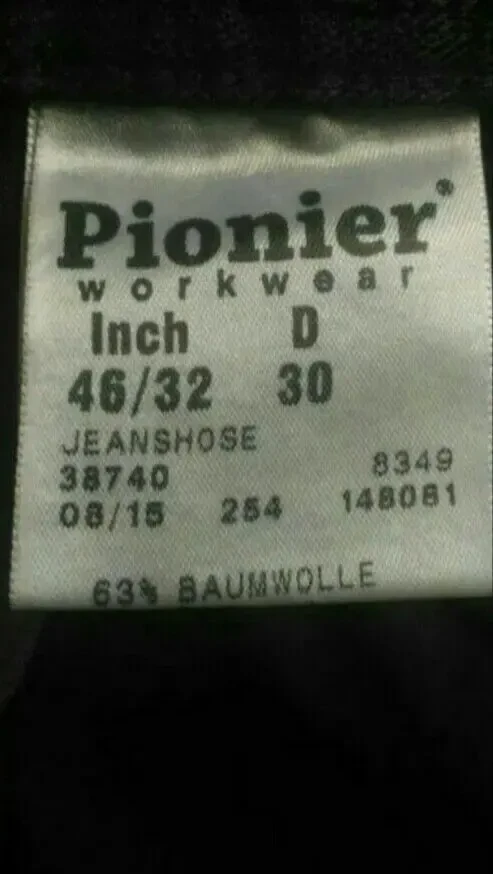 Pionier®
workwear
Inch D
46/32 30
JEANSHOSE
38740 8349
08/15 254 148081
63% BAUMWOLLE